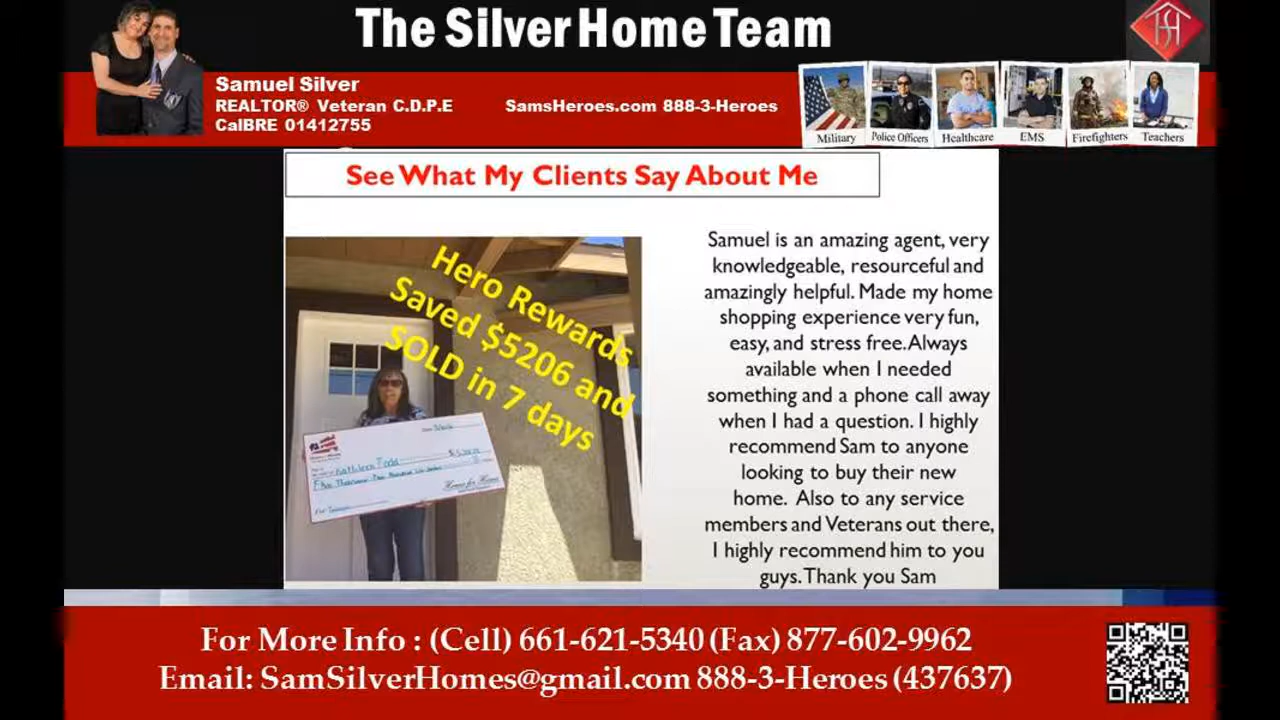 The Silver Home Team
Samuel Silver
REALTOR® Veteran C.D.P.E
SamsHeroes.com 888-3-Heroes
CalBRE 01412755
Military
Police Officers
Healthcare
EMS
Firefighters
Teachers
See What My Clients Say About Me
Hero Rewards
Saved $5206 and
SOLD in 7 days
Samuel is an amazing agent, very
knowledgeable, resourceful and
amazingly helpful. Made my home
shopping experience very fun,
easy, and stress free. Always
available when I needed
something and a phone call away
when I had a question. I highly
recommend Sam to anyone
looking to buy their new
home. Also to any service
members and Veterans out there,
I highly recommend him to you
guys. Thank you Sam
For More Info : (Cell) 661-621-5340 (Fax) 877-602-9962
Email: SamSilverHomes@gmail.com 888-3-Heroes (437637)